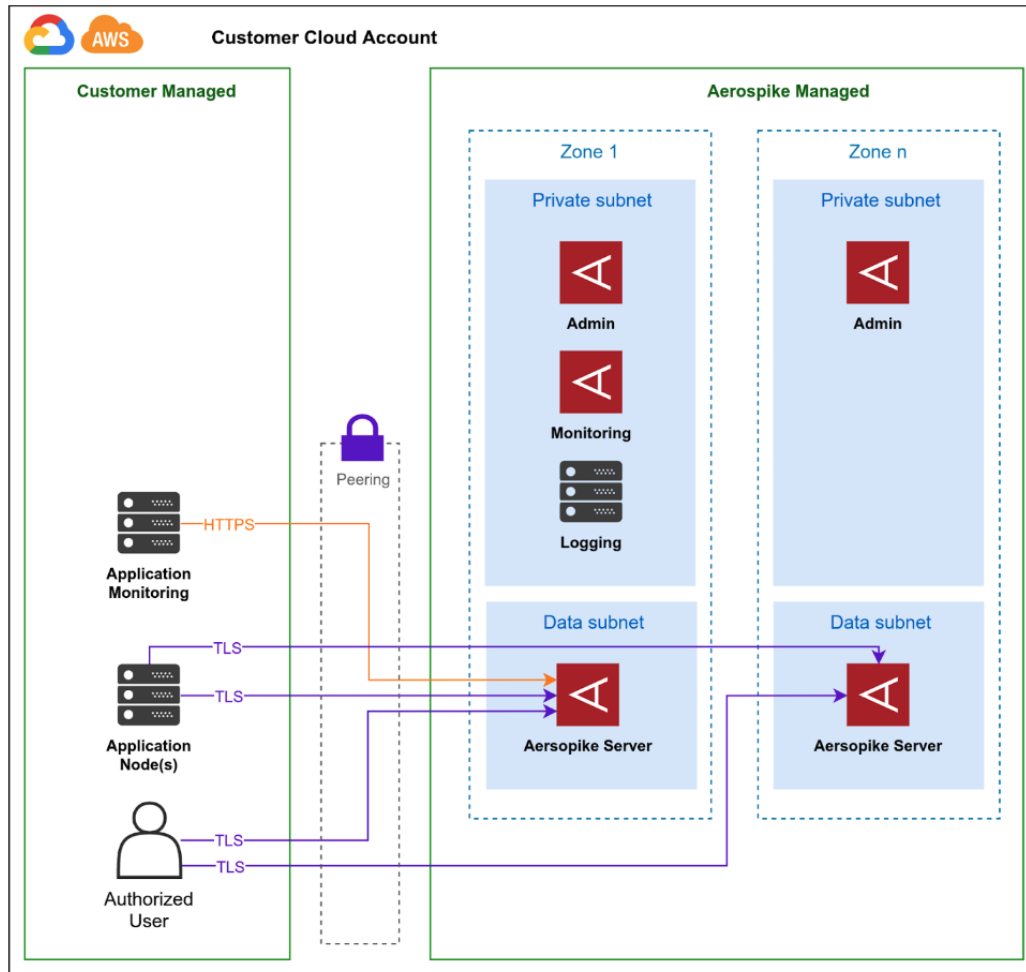 AWS
Customer Cloud Account
Customer Managed
Aerospike Managed
Zone 1
Zone n
Private subnet
Private subnet
Admin
Admin
Monitoring
Logging
Peering
HTTPS
Application
Monitoring
Data subnet
Data subnet
TLS
TLS
Application
Node(s)
Aersopike Server
Aersopike Server
TLS
TLS
Authorized
User